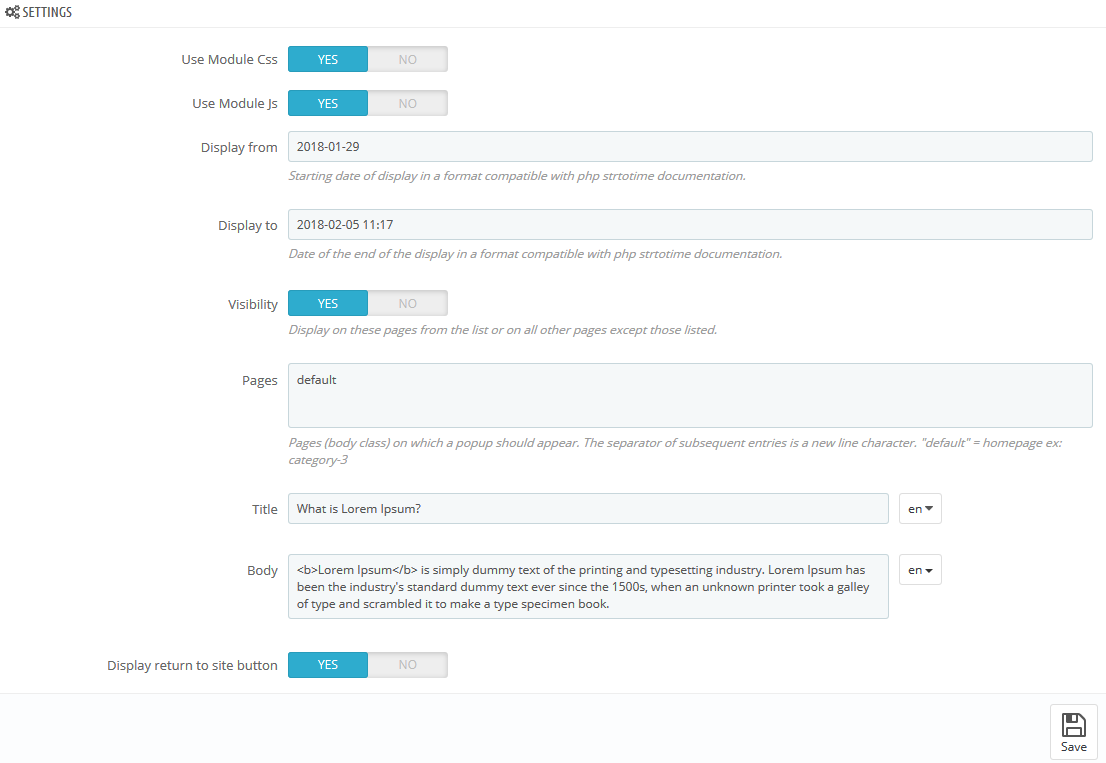 SETTINGS
Use Module Css YES NO
Use Module Js YES NO
Display from 2018-01-29
Starting date of display in a format compatible with php strtotime documentation.
Display to 2018-02-05 11:17
Date of the end of the display in a format compatible with php strtotime documentation.
Visibility YES NO
Display on these pages from the list or on all other pages except those listed.
Pages default
Pages (body class) on which a popup should appear. The separator of subsequent entries is a new line character. "default" = homepage ex:
category-3
Title What is Lorem Ipsum? en
Body <b>Lorem Ipsum</b> is simply dummy text of the printing and typesetting industry. Lorem Ipsum has en
been the industry's standard dummy text ever since the 1500s, when an unknown printer took a galley
of type and scrambled it to make a type specimen book.
Display return to site button YES NO
Save